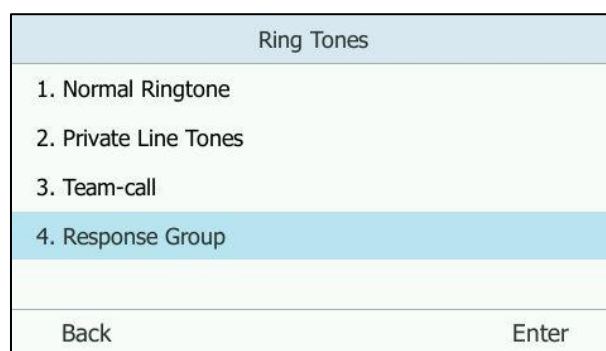 Ring Tones
1. Normal Ringtone
2. Private Line Tones
3. Team-call
4. Response Group
Back Enter